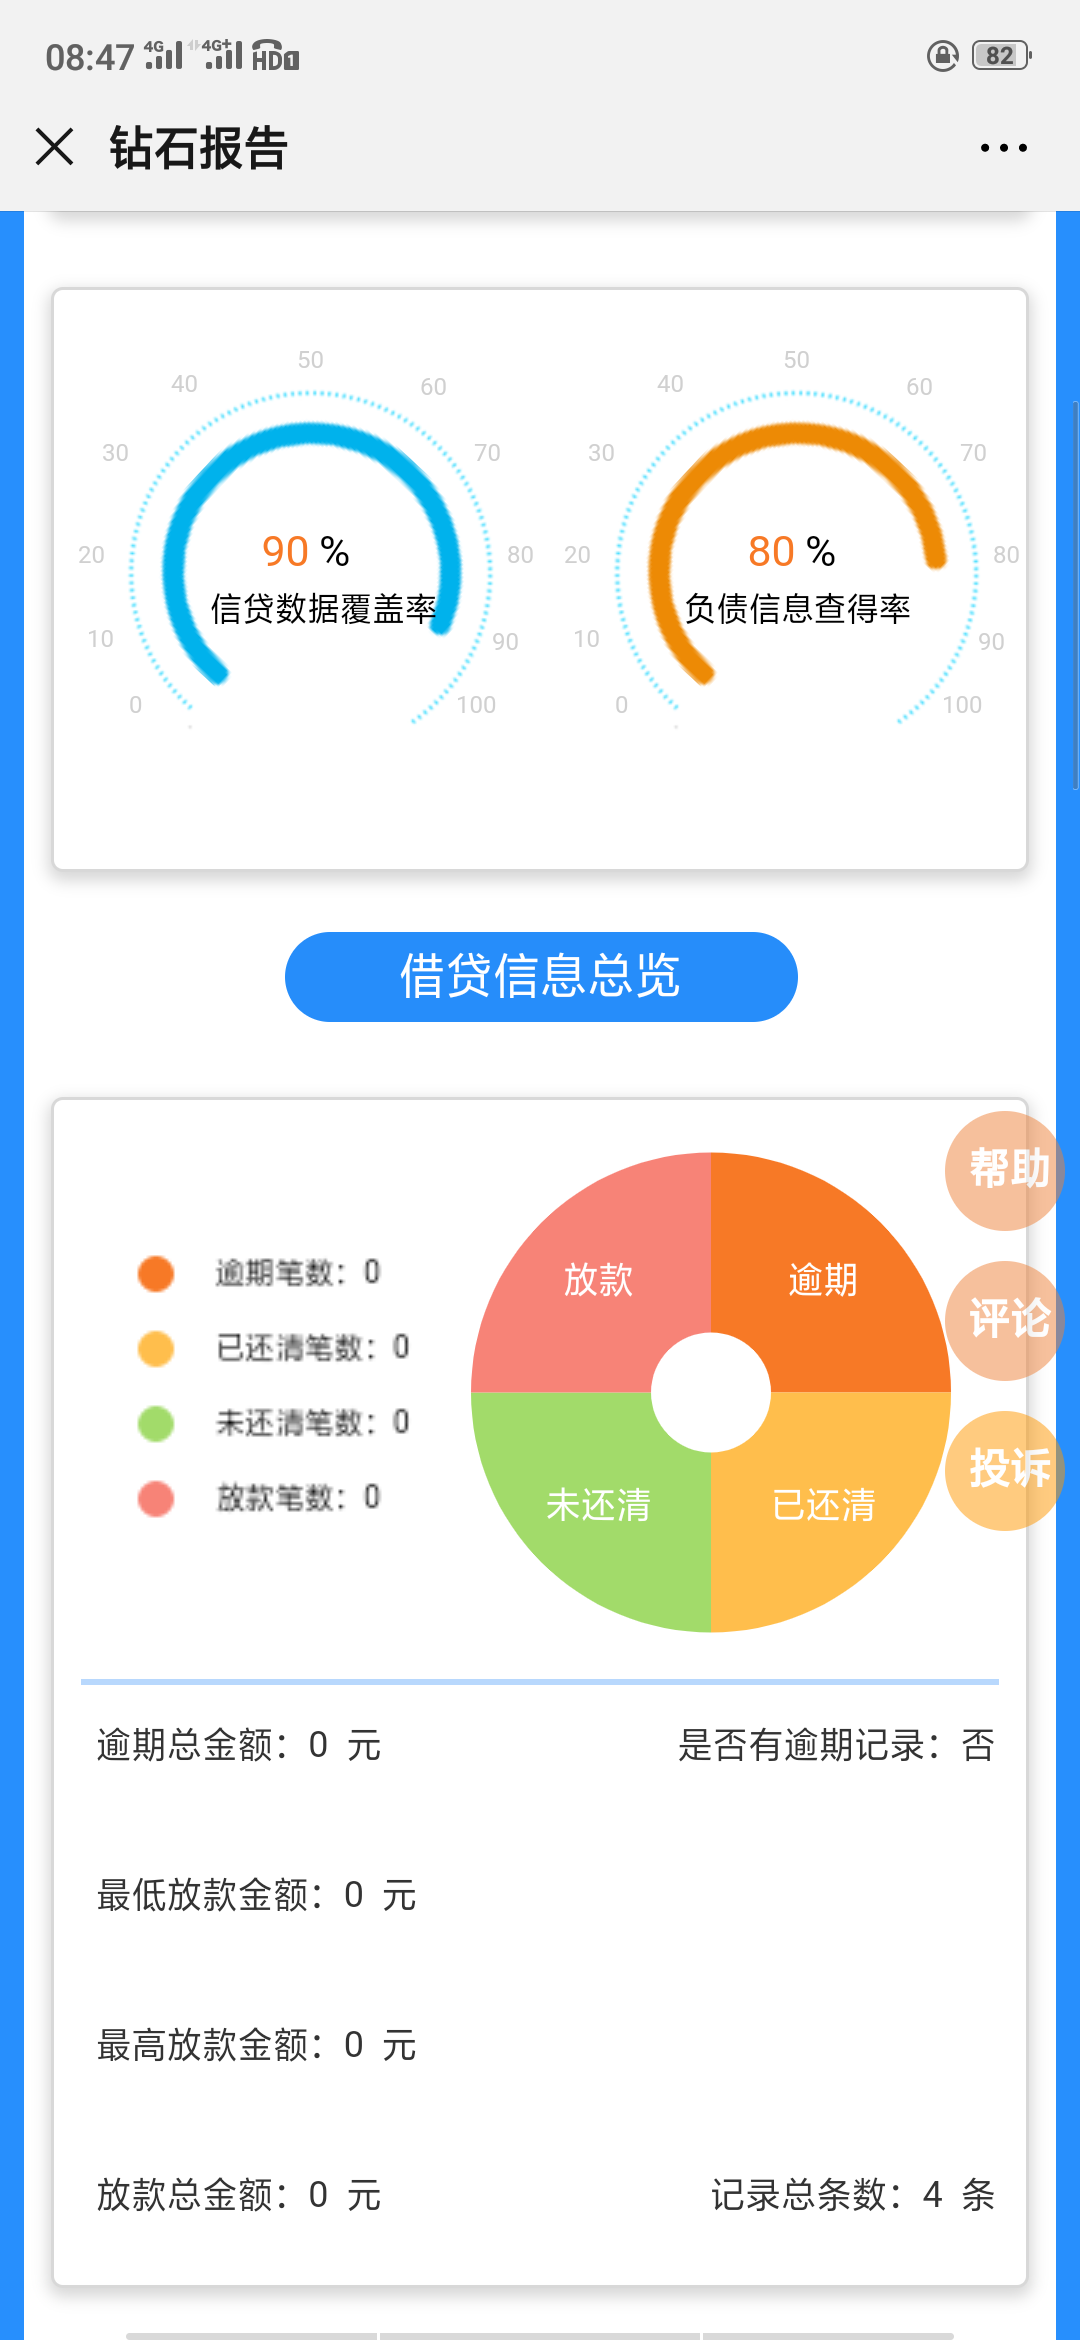 08:47 4G 4G+ HD1 82
钻石报告
50 50
40 60 40 60
30 70 30 70
90 % 80 %
20 80 20 80
信贷数据覆盖率 负债信息查得率
10 90 10 90
0 100 0 100
借贷信息总览
帮助
逾期笔数：0 放款 逾期
评论
已还清笔数：0
未还清笔数：0
投诉
放款笔数：0 未还清 已还清
逾期总金额：0 元 是否有逾期记录：否
最低放款金额：0 元
最高放款金额：0 元
放款总金额：0 元 记录总条数：4 条